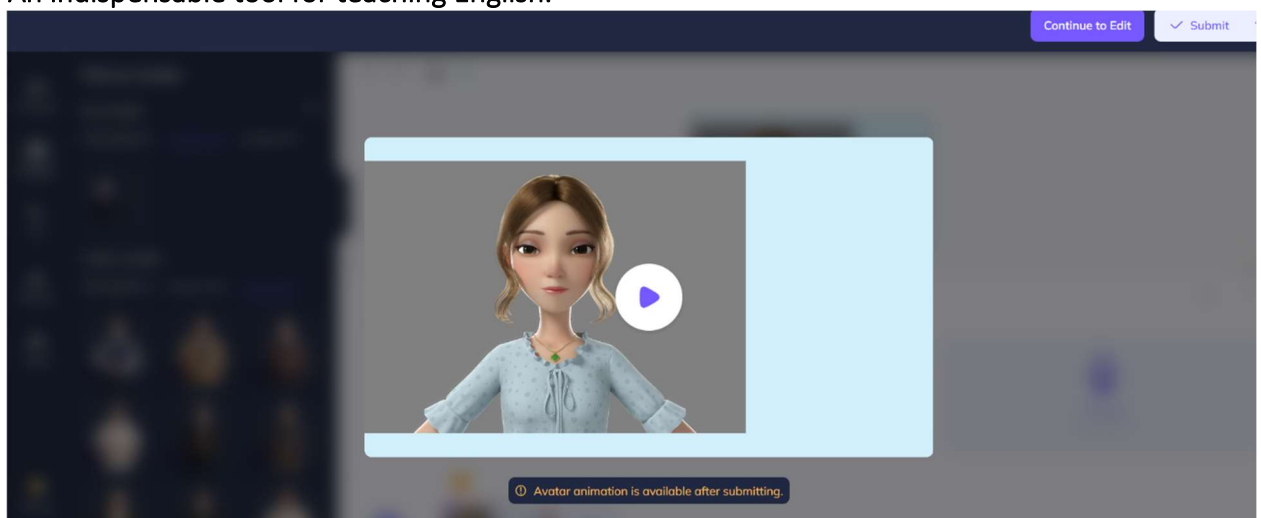 An indispensable tool for teaching English.
Continue to Edit
Submit
Avatar animation is available after submitting.